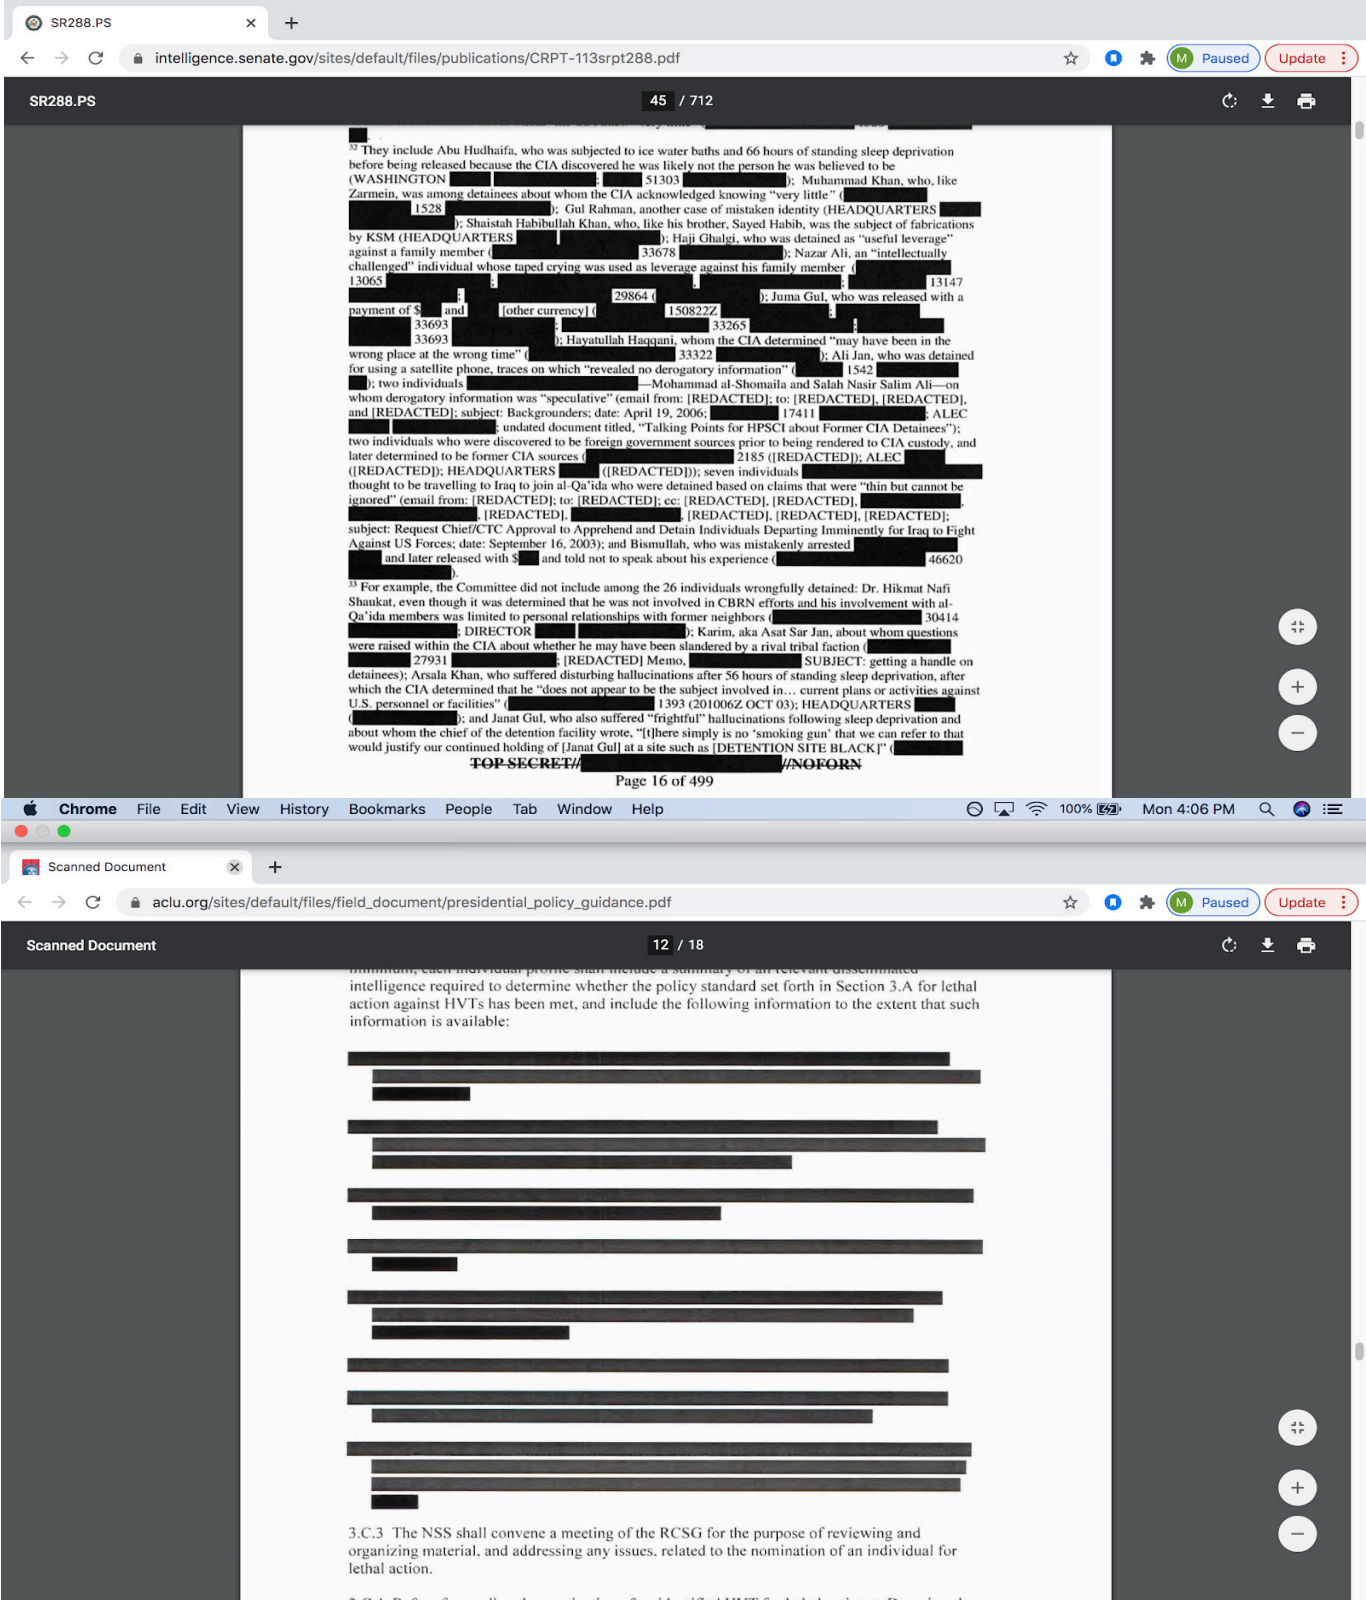 SR288.PS
intelligence.senate.gov/sites/default/files/publications/CRPT-113srpt288.pdf
M Paused Update
SR288.PS 45 / 712
32 They include Abu Hudhaifa, who was subjected to ice water baths and 66 hours of standing sleep deprivation
before being released because the CIA discovered he was likely not the person he was believed to be
(WASHINGTON ; 51303 ); Muhammad Khan, who, like
Zarmein, was among detainees about whom the CIA acknowledged knowing "very little" (
1528 ); Gul Rahman, another case of mistaken identity (HEADQUARTERS
); Shaistah Habibullah Khan, who, like his brother, Sayed Habib, was the subject of fabrications
by KSM (HEADQUARTERS ); Haji Ghalgi, who was detained as "useful leverage"
against a family member ( 33678 ); Nazar Ali, an "intellectually
challenged" individual whose taped crying was used as leverage against his family member (
13065 ; , ; 13147
; 29864 ( ); Juma Gul, who was released with a
payment of $ and [other currency] ( 150822Z ;
33693 ; 33265 ;
33693 ); Hayatullah Haqqani, whom the CIA determined "may have been in the
wrong place at the wrong time" ( 33322 ); Ali Jan, who was detained
for using a satellite phone, traces on which "revealed no derogatory information" ( 1542
); two individuals —Mohammad al-Shomaila and Salah Nasir Salim Ali—on
whom derogatory information was "speculative" (email from: [REDACTED]; to: [REDACTED], [REDACTED],
and [REDACTED]; subject: Backgrounders; date: April 19, 2006; 17411 ; ALEC
; undated document titled, "Talking Points for HPSCI about Former CIA Detainees");
two individuals who were discovered to be foreign government sources prior to being rendered to CIA custody, and
later determined to be former CIA sources ( 2185 ([REDACTED]); ALEC
([REDACTED]); HEADQUARTERS ([REDACTED])); seven individuals
thought to be travelling to Iraq to join al-Qa'ida who were detained based on claims that were "thin but cannot be
ignored" (email from: [REDACTED]; to: [REDACTED]; cc: [REDACTED], [REDACTED], ,
, [REDACTED], , [REDACTED], [REDACTED], [REDACTED];
subject: Request Chief/CTC Approval to Apprehend and Detain Individuals Departing Imminently for Iraq to Fight
Against US Forces; date: September 16, 2003); and Bismullah, who was mistakenly arrested
and later released with $ and told not to speak about his experience ( 46620
).
33 For example, the Committee did not include among the 26 individuals wrongfully detained: Dr. Hikmat Nafi
Shaukat, even though it was determined that he was not involved in CBRN efforts and his involvement with al-
Qa'ida members was limited to personal relationships with former neighbors ( 30414
; DIRECTOR ); Karim, aka Asat Sar Jan, about whom questions
were raised within the CIA about whether he may have been slandered by a rival tribal faction (
27931 ; [REDACTED] Memo, SUBJECT: getting a handle on
detainees); Arsala Khan, who suffered disturbing hallucinations after 56 hours of standing sleep deprivation, after
which the CIA determined that he "does not appear to be the subject involved in... current plans or activities against
U.S. personnel or facilities" ( 1393 (201006Z OCT 03); HEADQUARTERS
( ); and Janat Gul, who also suffered "frightful" hallucinations following sleep deprivation and
about whom the chief of the detention facility wrote, "[t]here simply is no 'smoking gun' that we can refer to that
would justify our continued holding of [Janat Gul] at a site such as [DETENTION SITE BLACK]" (
TOP SECRET// //NOFORN
Page 16 of 499
Chrome File Edit View History Bookmarks People Tab Window Help 100% Mon 4:06 PM
Scanned Document
aclu.org/sites/default/files/field_document/presidential_policy_guidance.pdf
M Paused Update
Scanned Document 12 / 18
minimum, each individual profile shall include a summary of all relevant disseminated
intelligence required to determine whether the policy standard set forth in Section 3.A for lethal
action against HVTs has been met, and include the following information to the extent that such
information is available:
3.C.3 The NSS shall convene a meeting of the RCSG for the purpose of reviewing and
organizing material, and addressing any issues, related to the nomination of an individual for
lethal action.